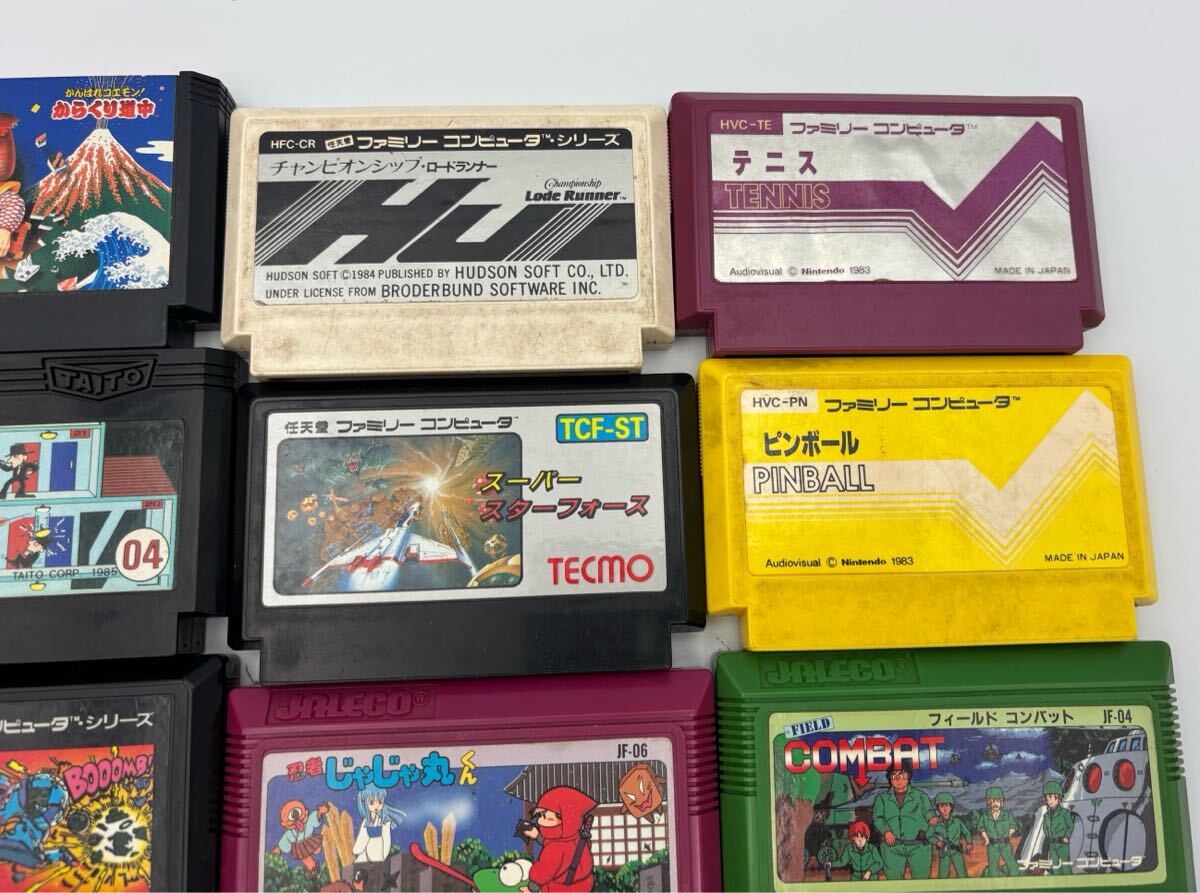 がんばれゴエモン!
からくり道中
HFC-CR 任天堂 ファミリー コンピュータ™・シリーズ
チャンピオンシップ・ロードランナー
Championship
Lode Runner™
HU
HUDSON SOFT ©1984 PUBLISHED BY HUDSON SOFT CO., LTD.
UNDER LICENSE FROM BRODERBUND SOFTWARE INC.
HVC-TE ファミリー コンピュータ™
テニス
TENNIS
Audiovisual © Nintendo 1983 MADE IN JAPAN
TAITO
21
20
04
TAITO CORP. 1985
任天堂 ファミリー コンピュータ™
TCF-ST
スーパー
スターフォース
TECMO
HVC-PN ファミリー コンピュータ™
ピンボール
PINBALL
Audiovisual © Nintendo 1983 MADE IN JAPAN
ンピュータ™・シリーズ
BOOOMB!
JALECO®
JF-06
忍者 じゃじゃ丸くん
JALECO
フィールド コンバット JF-04
FIELD
COMBAT
ファミリー コンピュータ